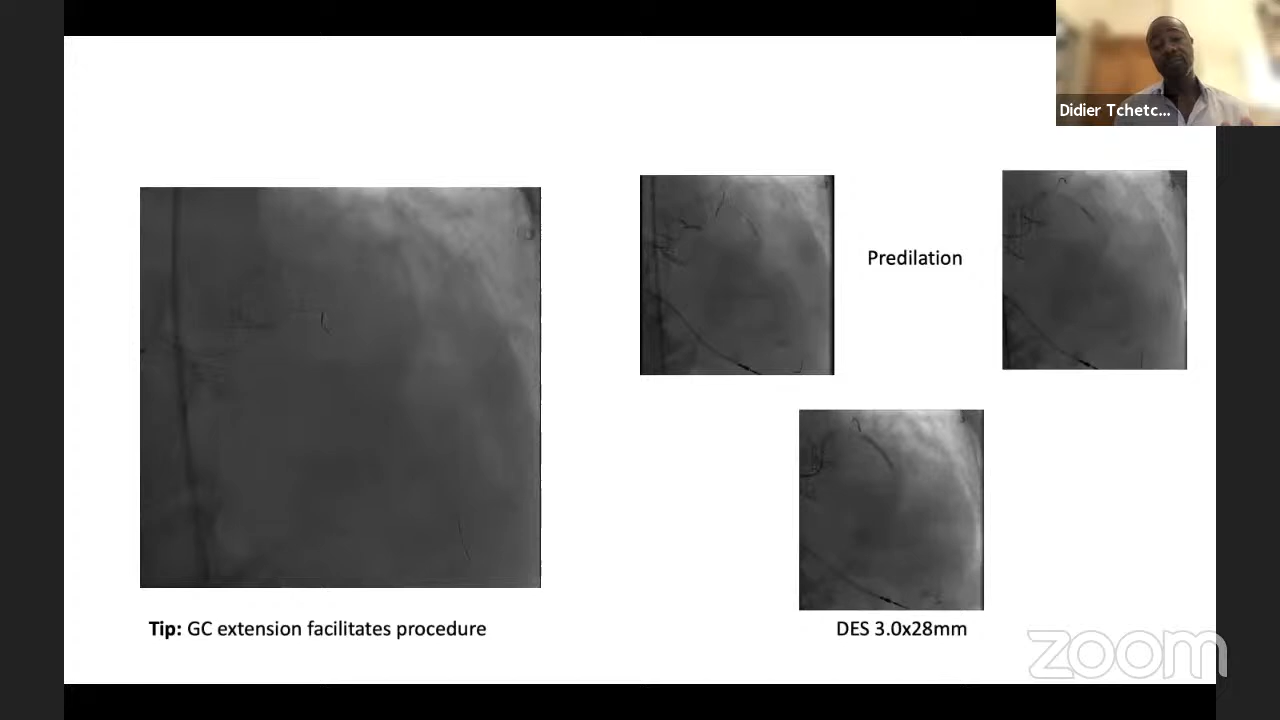 Didier Tchetc...
Predilation
Tip: GC extension facilitates procedure
DES 3.0x28mm
zoom